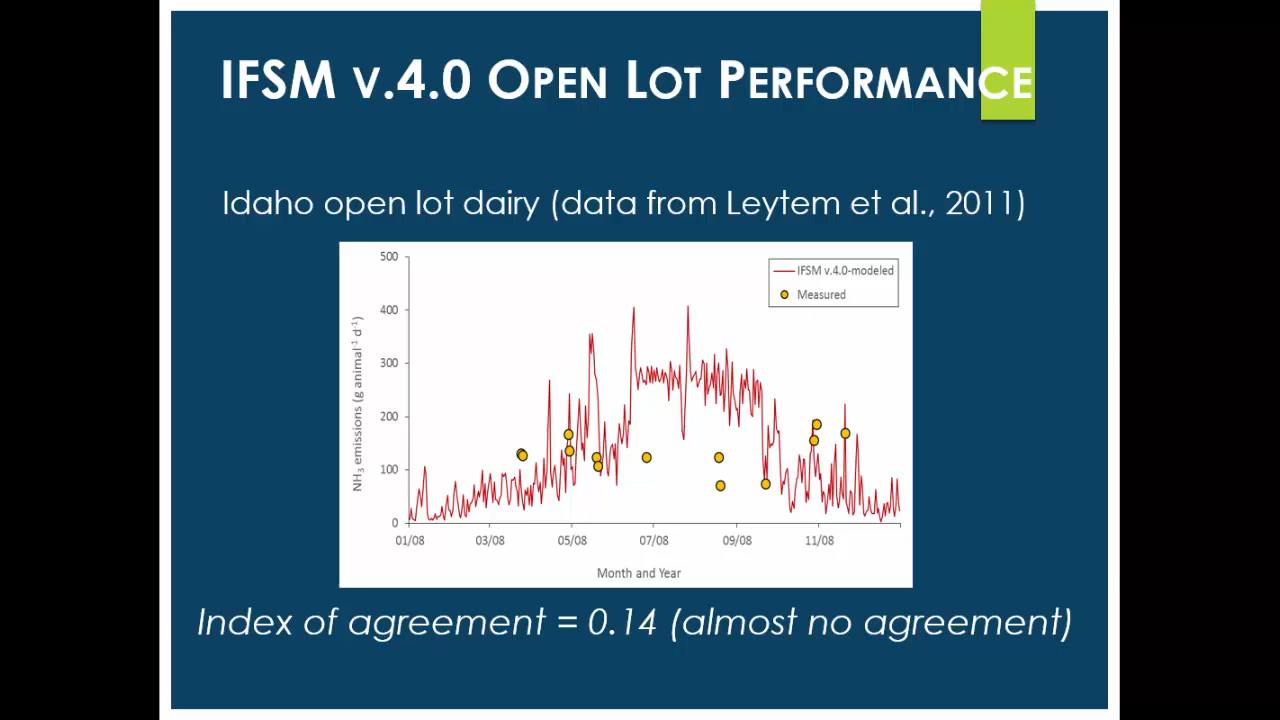 IFSM v.4.0 Open Lot Performance
Idaho open lot dairy (data from Leytem et al., 2011)
500
400
300
200
100
0
NH3 emissions (g animal-1 d-1)
IFSM v.4.0-modeled
Measured
01/08 03/08 05/08 07/08 09/08 11/08
Month and Year
Index of agreement = 0.14 (almost no agreement)